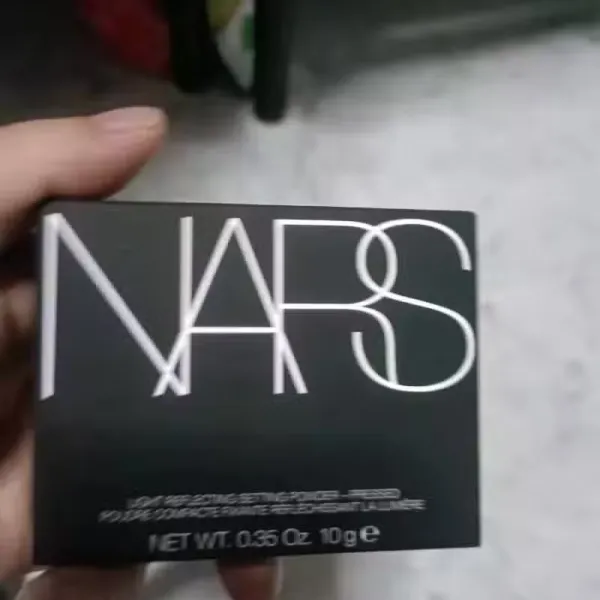 NARS
LIGHT REFLECTING SETTING POWDER - PRESSED
POUDRE COMPACTE FIXANTE RÉFLÉCHISSANT LA LUMIÈRE
NET WT. 0.35 Oz. 10g e